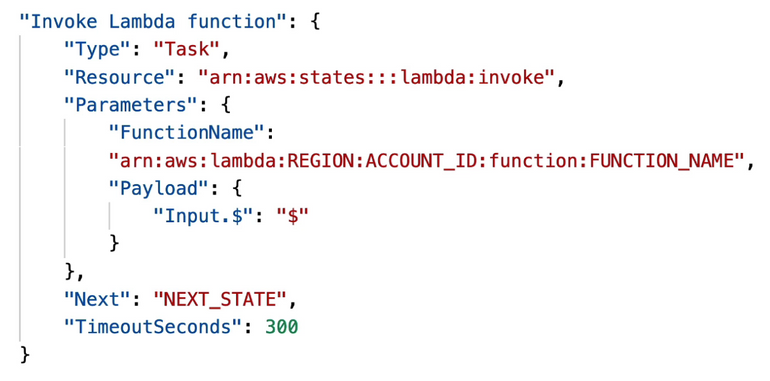 "Invoke Lambda function": {
"Type": "Task",
"Resource": "arn:aws:states:::lambda:invoke",
"Parameters": {
"FunctionName":
"arn:aws:lambda:REGION:ACCOUNT_ID:function:FUNCTION_NAME",
"Payload": {
"Input.$": "$"
}
},
"Next": "NEXT_STATE",
"TimeoutSeconds": 300
}